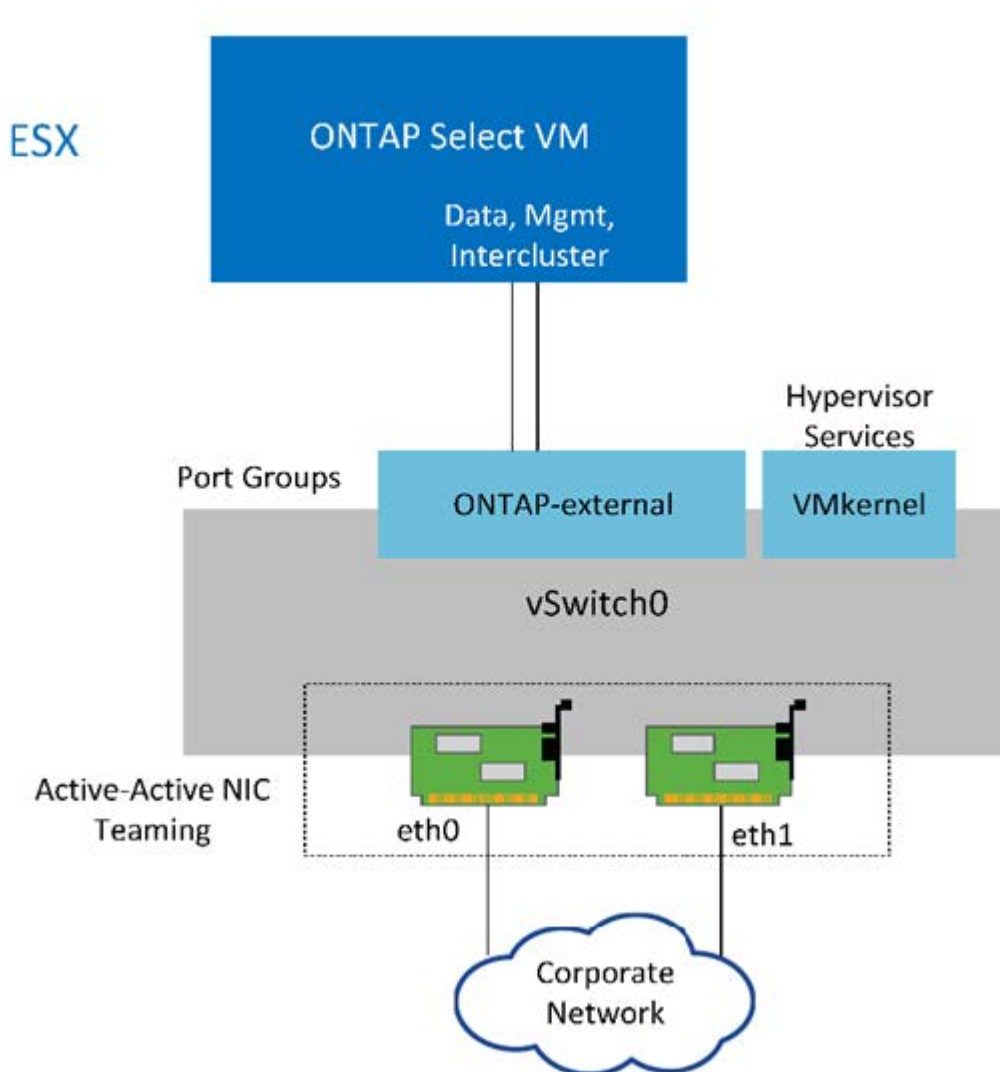 ESX
ONTAP Select VM
Data, Mgmt,
Intercluster
Hypervisor
Services
Port Groups
ONTAP-external
VMkernel
vSwitch0
Active-Active NIC
Teaming
eth0
eth1
Corporate
Network